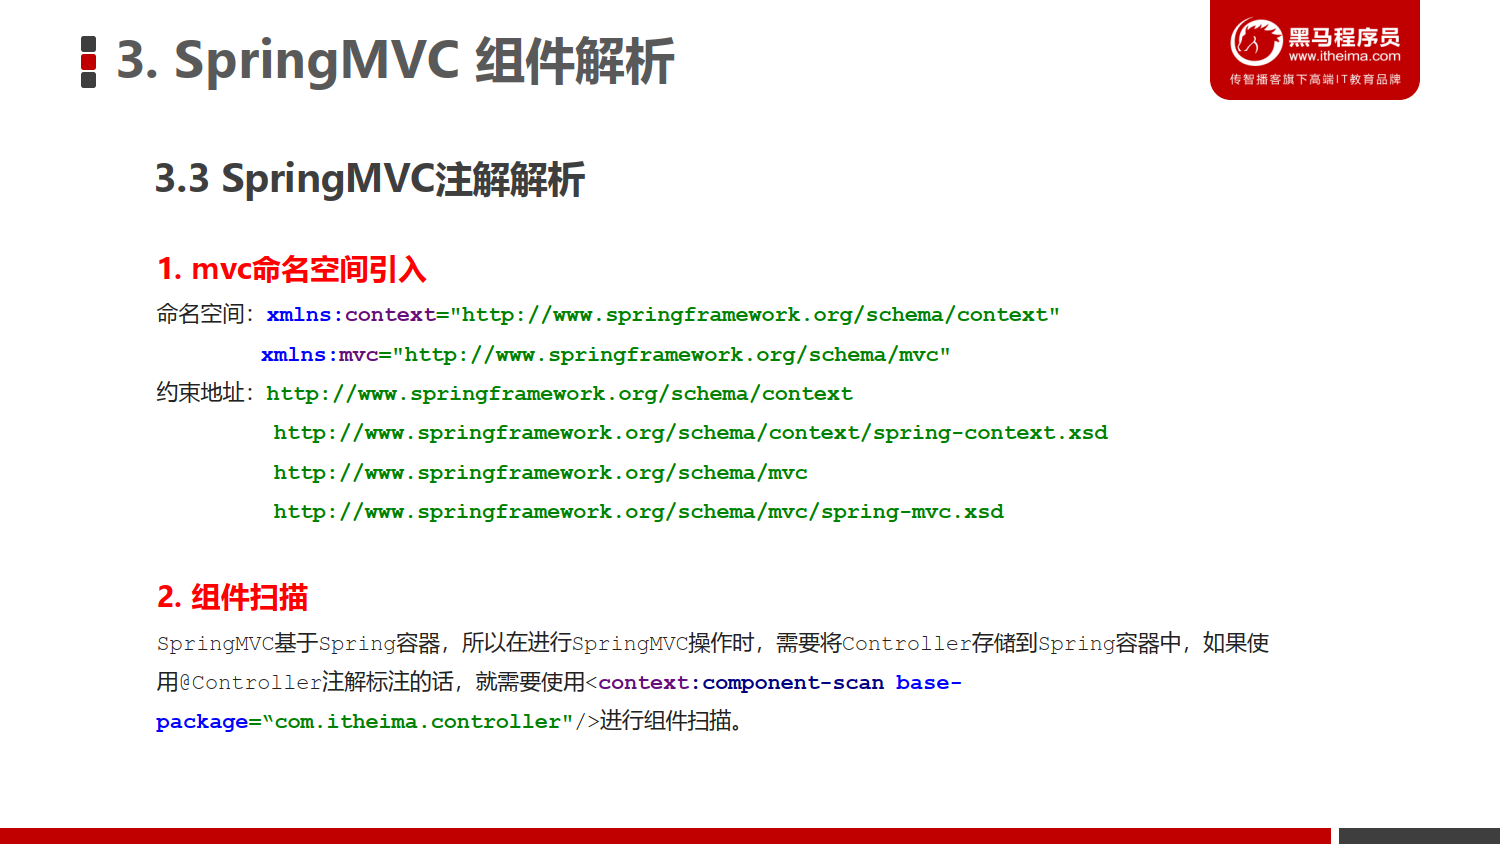 3. SpringMVC 组件解析
黑马程序员
www.itheima.com
传智播客旗下高端IT教育品牌
3.3 SpringMVC注解解析
1. mvc命名空间引入
命名空间：xmlns:context="http://www.springframework.org/schema/context"
xmlns:mvc="http://www.springframework.org/schema/mvc"
约束地址：http://www.springframework.org/schema/context
http://www.springframework.org/schema/context/spring-context.xsd
http://www.springframework.org/schema/mvc
http://www.springframework.org/schema/mvc/spring-mvc.xsd
2. 组件扫描
SpringMVC基于Spring容器，所以在进行SpringMVC操作时，需要将Controller存储到Spring容器中，如果使
用@Controller注解标注的话，就需要使用<context:component-scan base-
package=“com.itheima.controller"/>进行组件扫描。